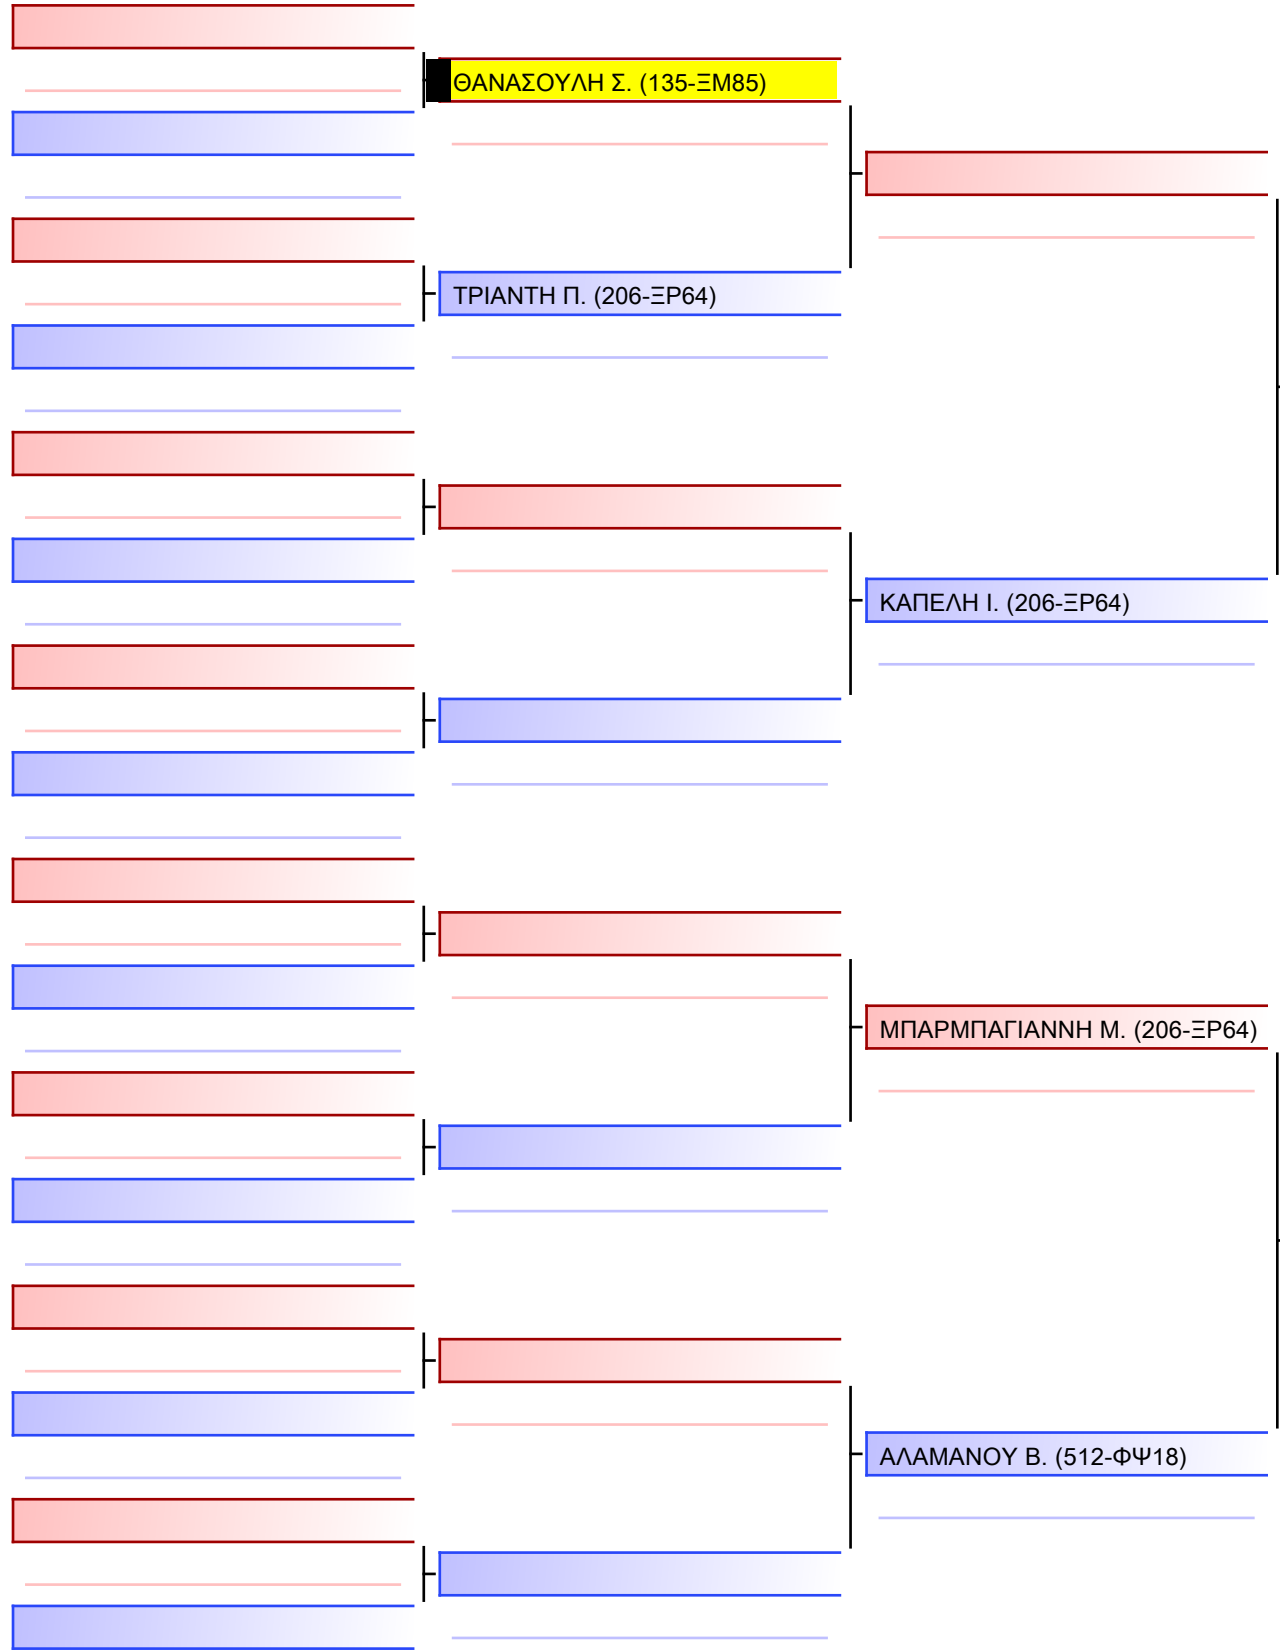 ΘΑΝΑΣΟΥΛΗ Σ. (135-ΞΜ85)
ΤΡΙΑΝΤΗ Π. (206-ΞΡ64)
ΚΑΠΕΛΗ Ι. (206-ΞΡ64)
ΜΠΑΡΜΠΑΓΙΑΝΝΗ Μ. (206-ΞΡ64)
ΑΛΑΜΑΝΟΥ Β. (512-ΦΨ18)